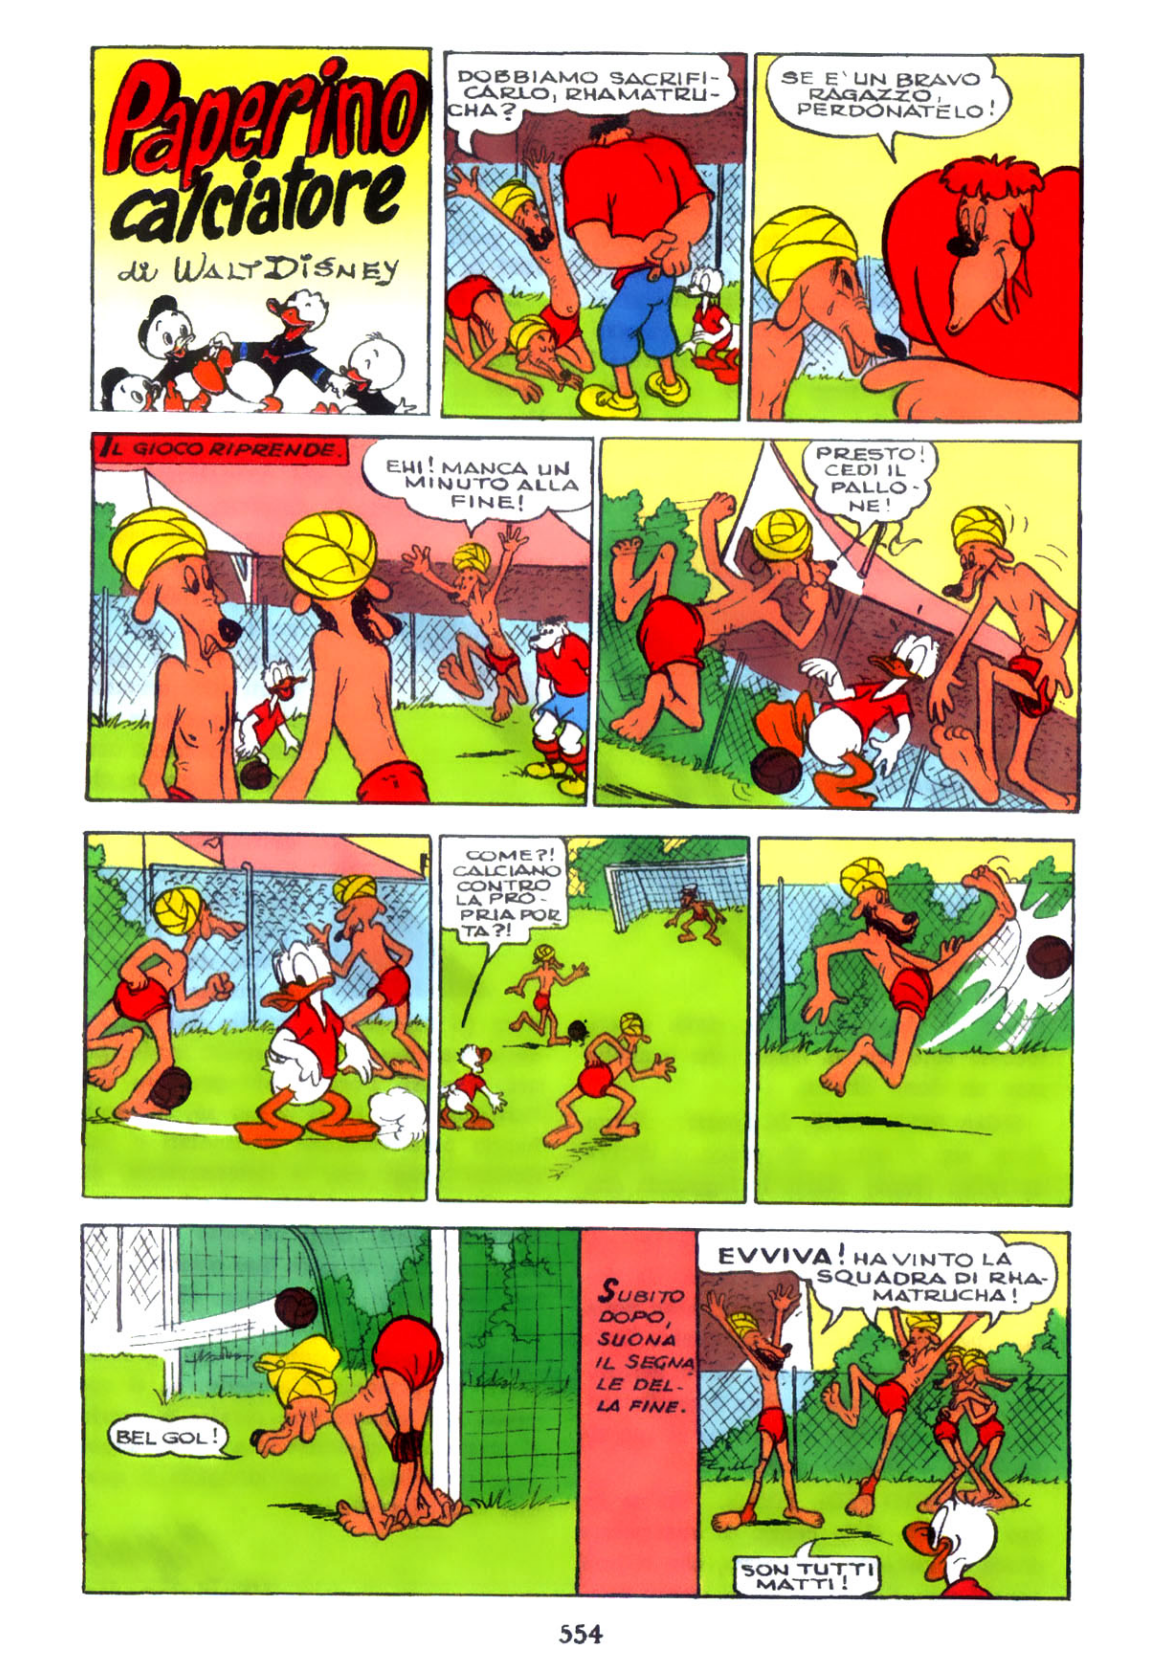 Paperino
calciatore
di WALT DISNEY
DOBBIAMO SACRIFI-
CARLO, RHAMATRU-
CHA?
SE E' UN BRAVO
RAGAZZO,
PERDONATELO!
IL GIOCO RIPRENDE.
EHI! MANCA UN
MINUTO ALLA
FINE!
PRESTO!
CEDI IL
PALLO-
NE!
COME?!
CALCIANO
CONTRO
LA PRO-
PRIA POR
TA?!
BEL GOL!
SUBITO
DOPO,
SUONA
IL SEGNA
LE DEL-
LA FINE.
EVVIVA! HA VINTO LA
SQUADRA DI RHA-
MATRUCHA!
SON TUTTI
MATTI!
554